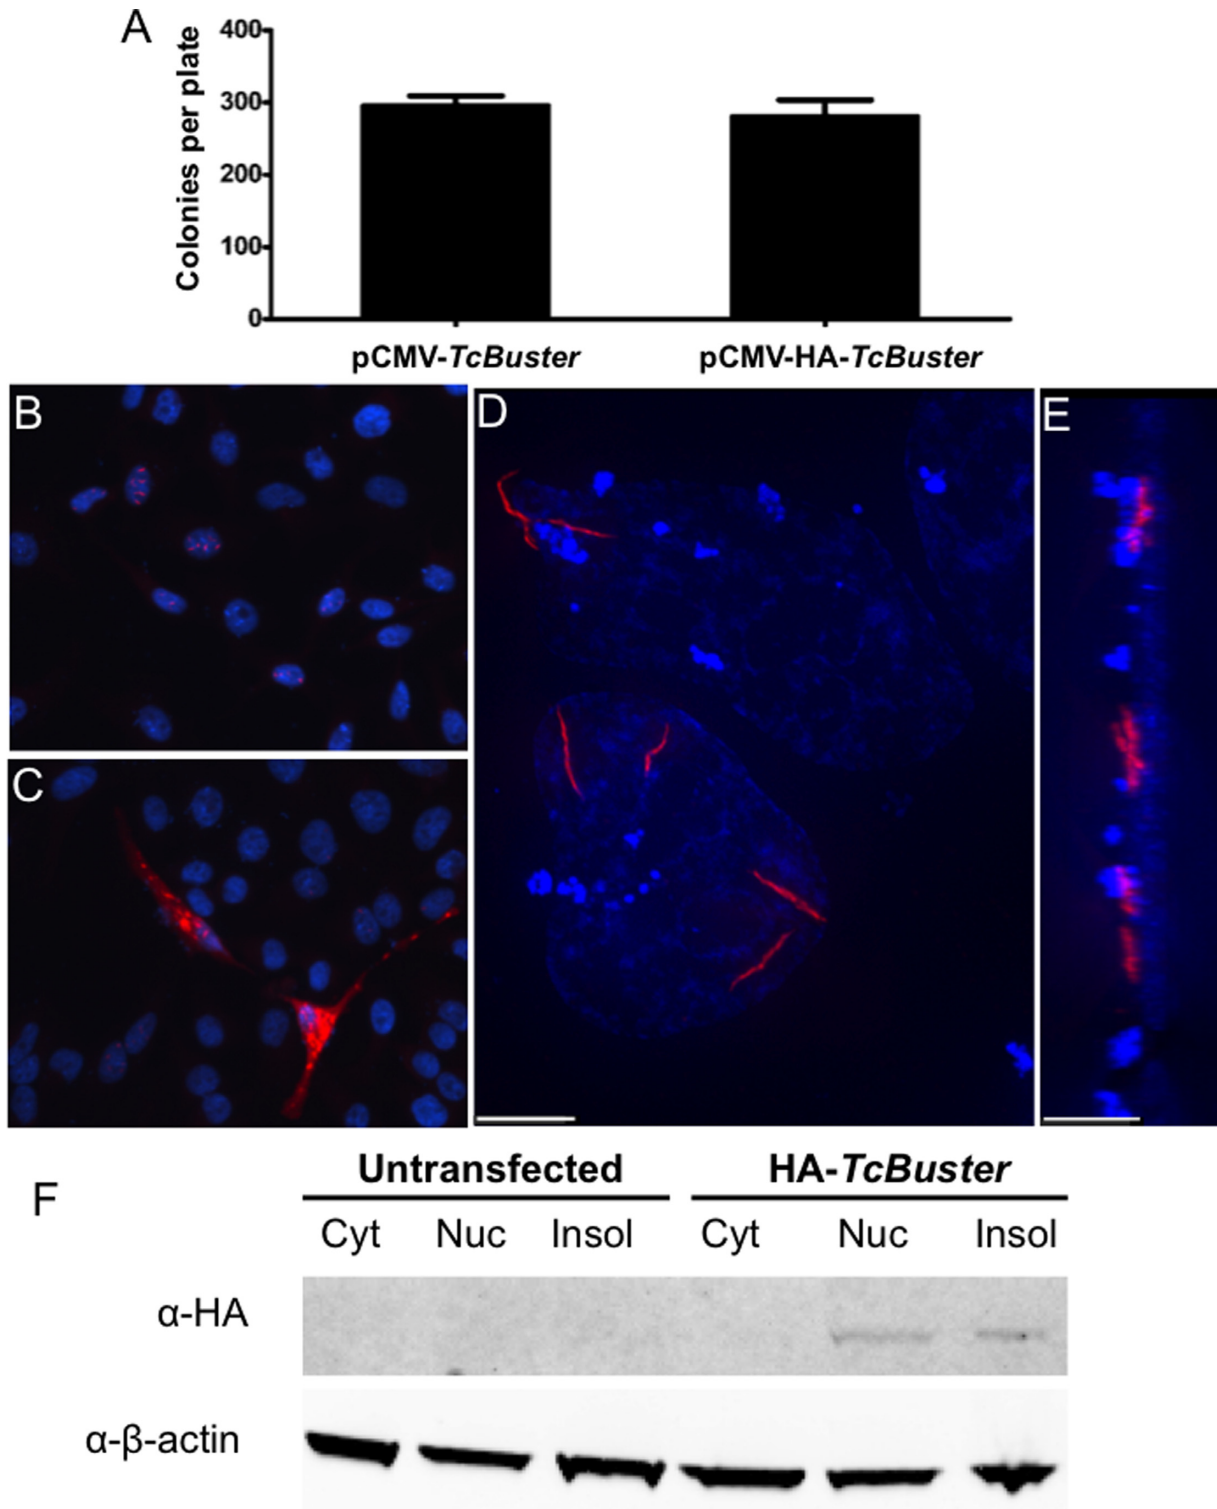 A
Colonies per plate
400
300
200
100
0
pCMV-TcBuster
pCMV-HA-TcBuster
B
C
D
E
F
Untransfected
HA-TcBuster
Cyt Nuc Insol Cyt Nuc Insol
α-HA
α-β-actin